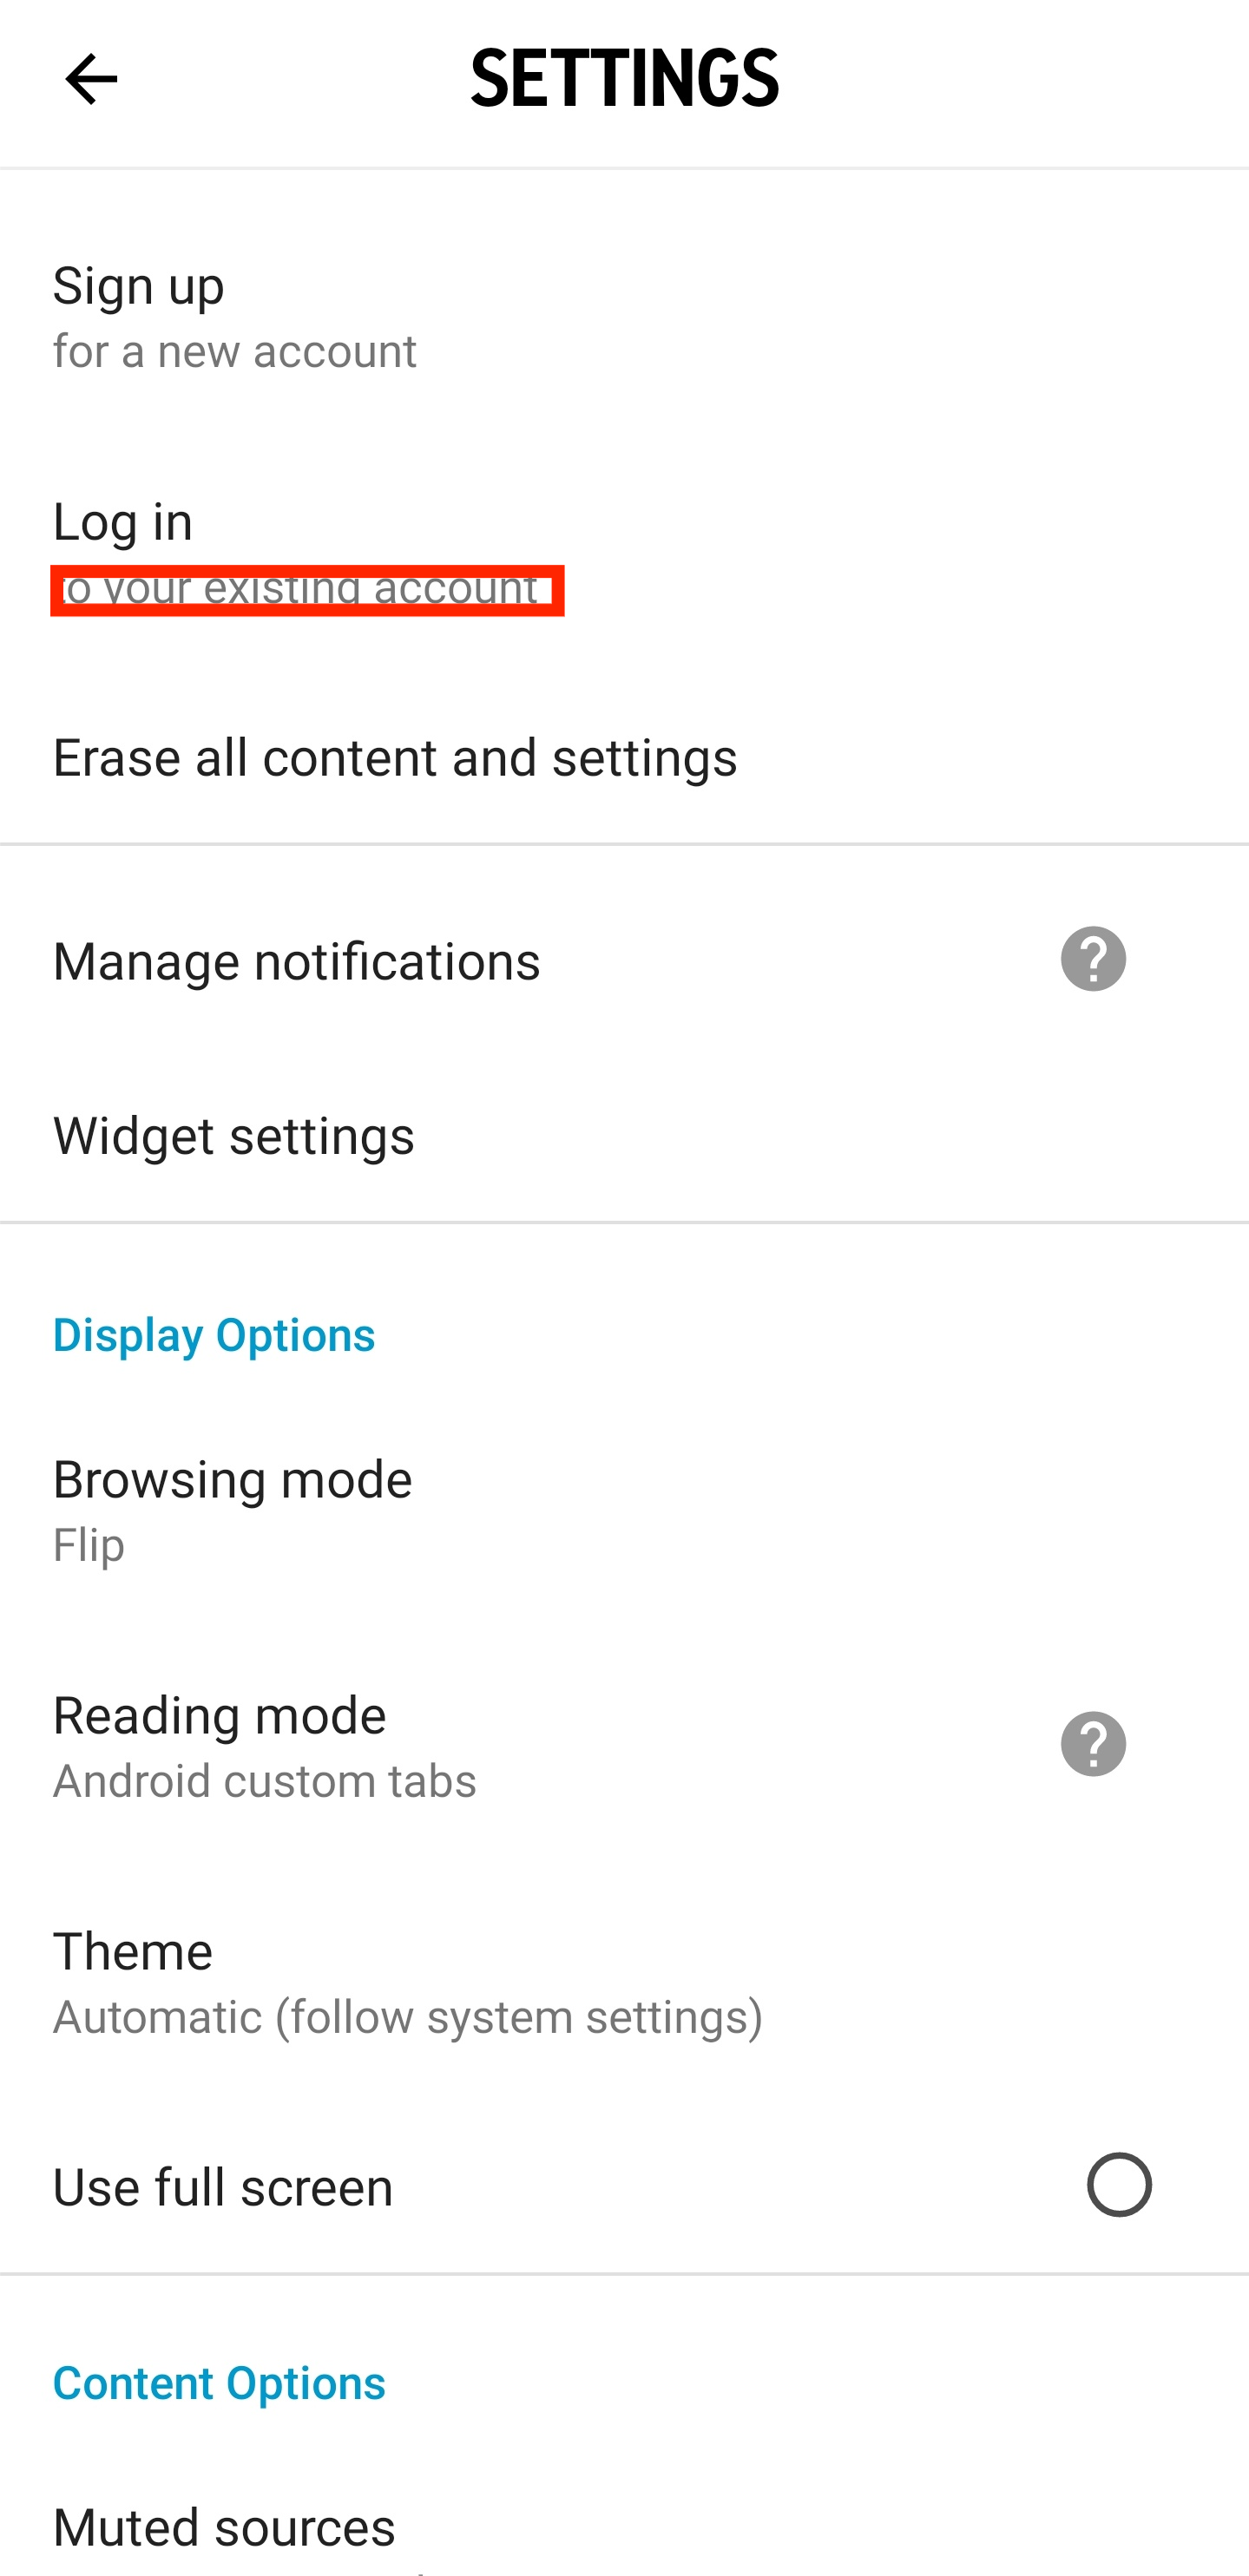 SETTINGS
Sign up
for a new account
Log in
to your existing account
Erase all content and settings
Manage notifications
?
Widget settings
Display Options
Browsing mode
Flip
Reading mode
?
Android custom tabs
Theme
Automatic (follow system settings)
Use full screen
Content Options
Muted sources